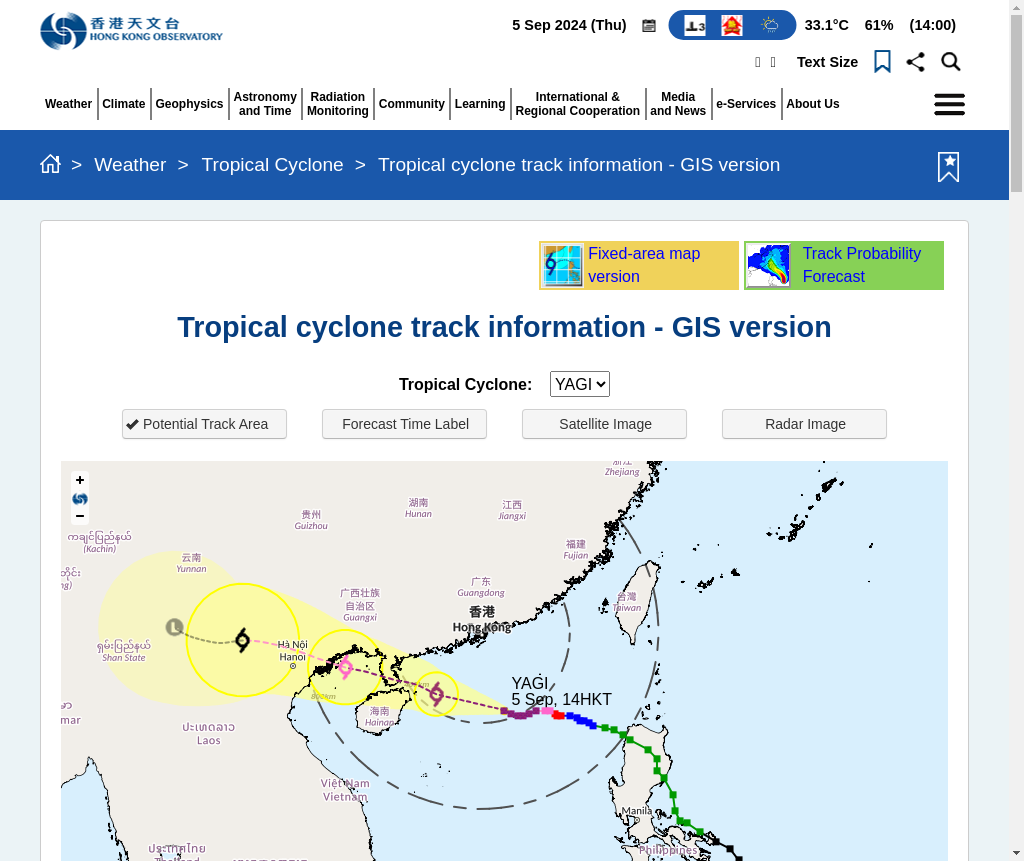 香港天文台
HONG KONG OBSERVATORY
5 Sep 2024 (Thu)
3
33.1°C 61% (14:00)
Text Size
Weather
Climate
Geophysics
Astronomy
and Time
Radiation
Monitoring
Community
Learning
International &
Regional Cooperation
Media
and News
e-Services
About Us
> Weather > Tropical Cyclone > Tropical cyclone track information - GIS version
Fixed-area map
version
Track Probability
Forecast
Tropical cyclone track information - GIS version
Tropical Cyclone: YAGI
Potential Track Area
Forecast Time Label
Satellite Image
Radar Image
+
−
浙江
Zhejiang
湖南
Hunan
江西
Jiangxi
贵州
Guizhou
ကချင်ပြည်နယ်
(Kachin)
福建
Fujian
云南
Yunnan
广西壮族
自治区
Guangxi
广东
Guangdong
台灣
Taiwan
香港
Hong Kong
L
ရှမ်းပြည်နယ်
Shan State
Hà Nội
Hanoi
YAGI
5 Sep, 14HKT
800km
海南
Hainan
ປະເທດລາວ
Laos
Việt Nam
Vietnam
Manila
Philippines
ประเทศไทย
Thailand